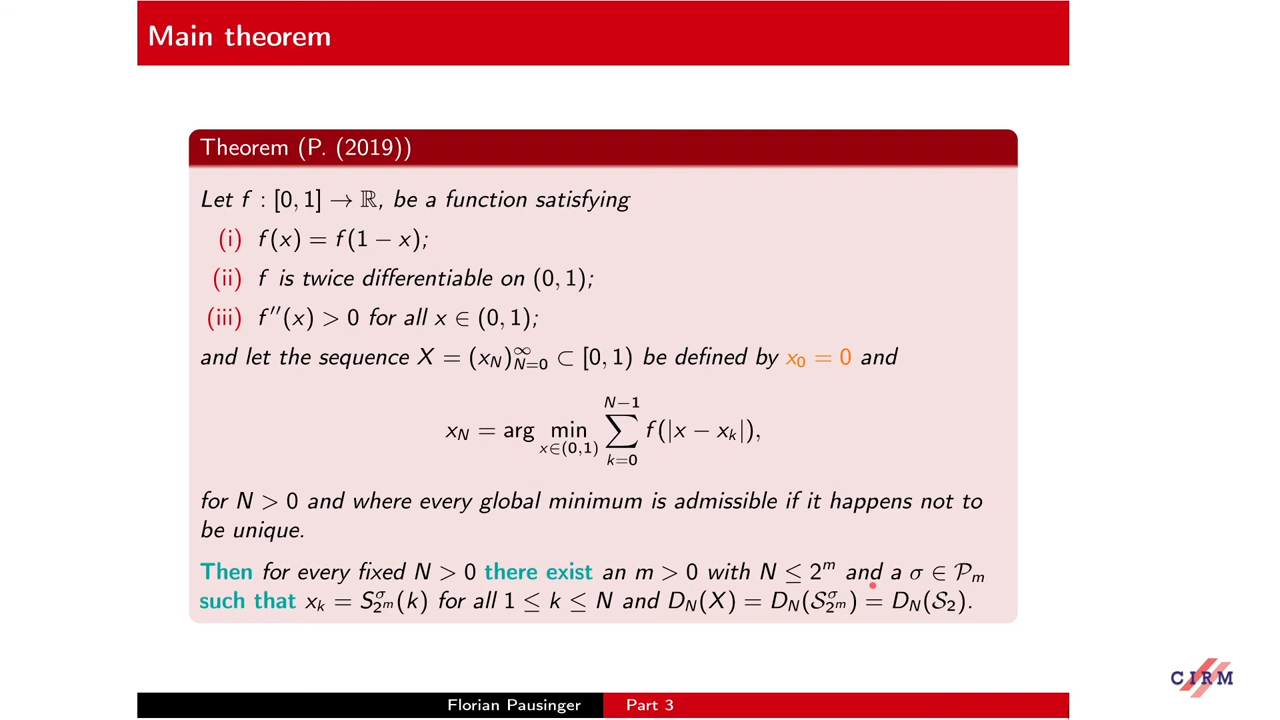 Main theorem
Theorem (P. (2019))
Let f : [0, 1] → ℝ, be a function satisfying
(i) f(x) = f(1 − x);
(ii) f is twice differentiable on (0, 1);
(iii) f′′(x) > 0 for all x ∈ (0, 1);
and let the sequence X = (x_N)_{N=0}^∞ ⊂ [0, 1) be defined by x_0 = 0 and
x_N = arg min_{x∈(0,1)} ∑_{k=0}^{N−1} f(|x − x_k|),
for N > 0 and where every global minimum is admissible if it happens not to
be unique.
Then for every fixed N > 0 there exist an m > 0 with N ≤ 2^m and a σ ∈ 𝒫_m
such that x_k = S_{2^m}^σ(k) for all 1 ≤ k ≤ N and D_N(X) = D_N(𝒮_{2^m}^σ) = D_N(𝒮_2).
CIRM
Florian Pausinger Part 3